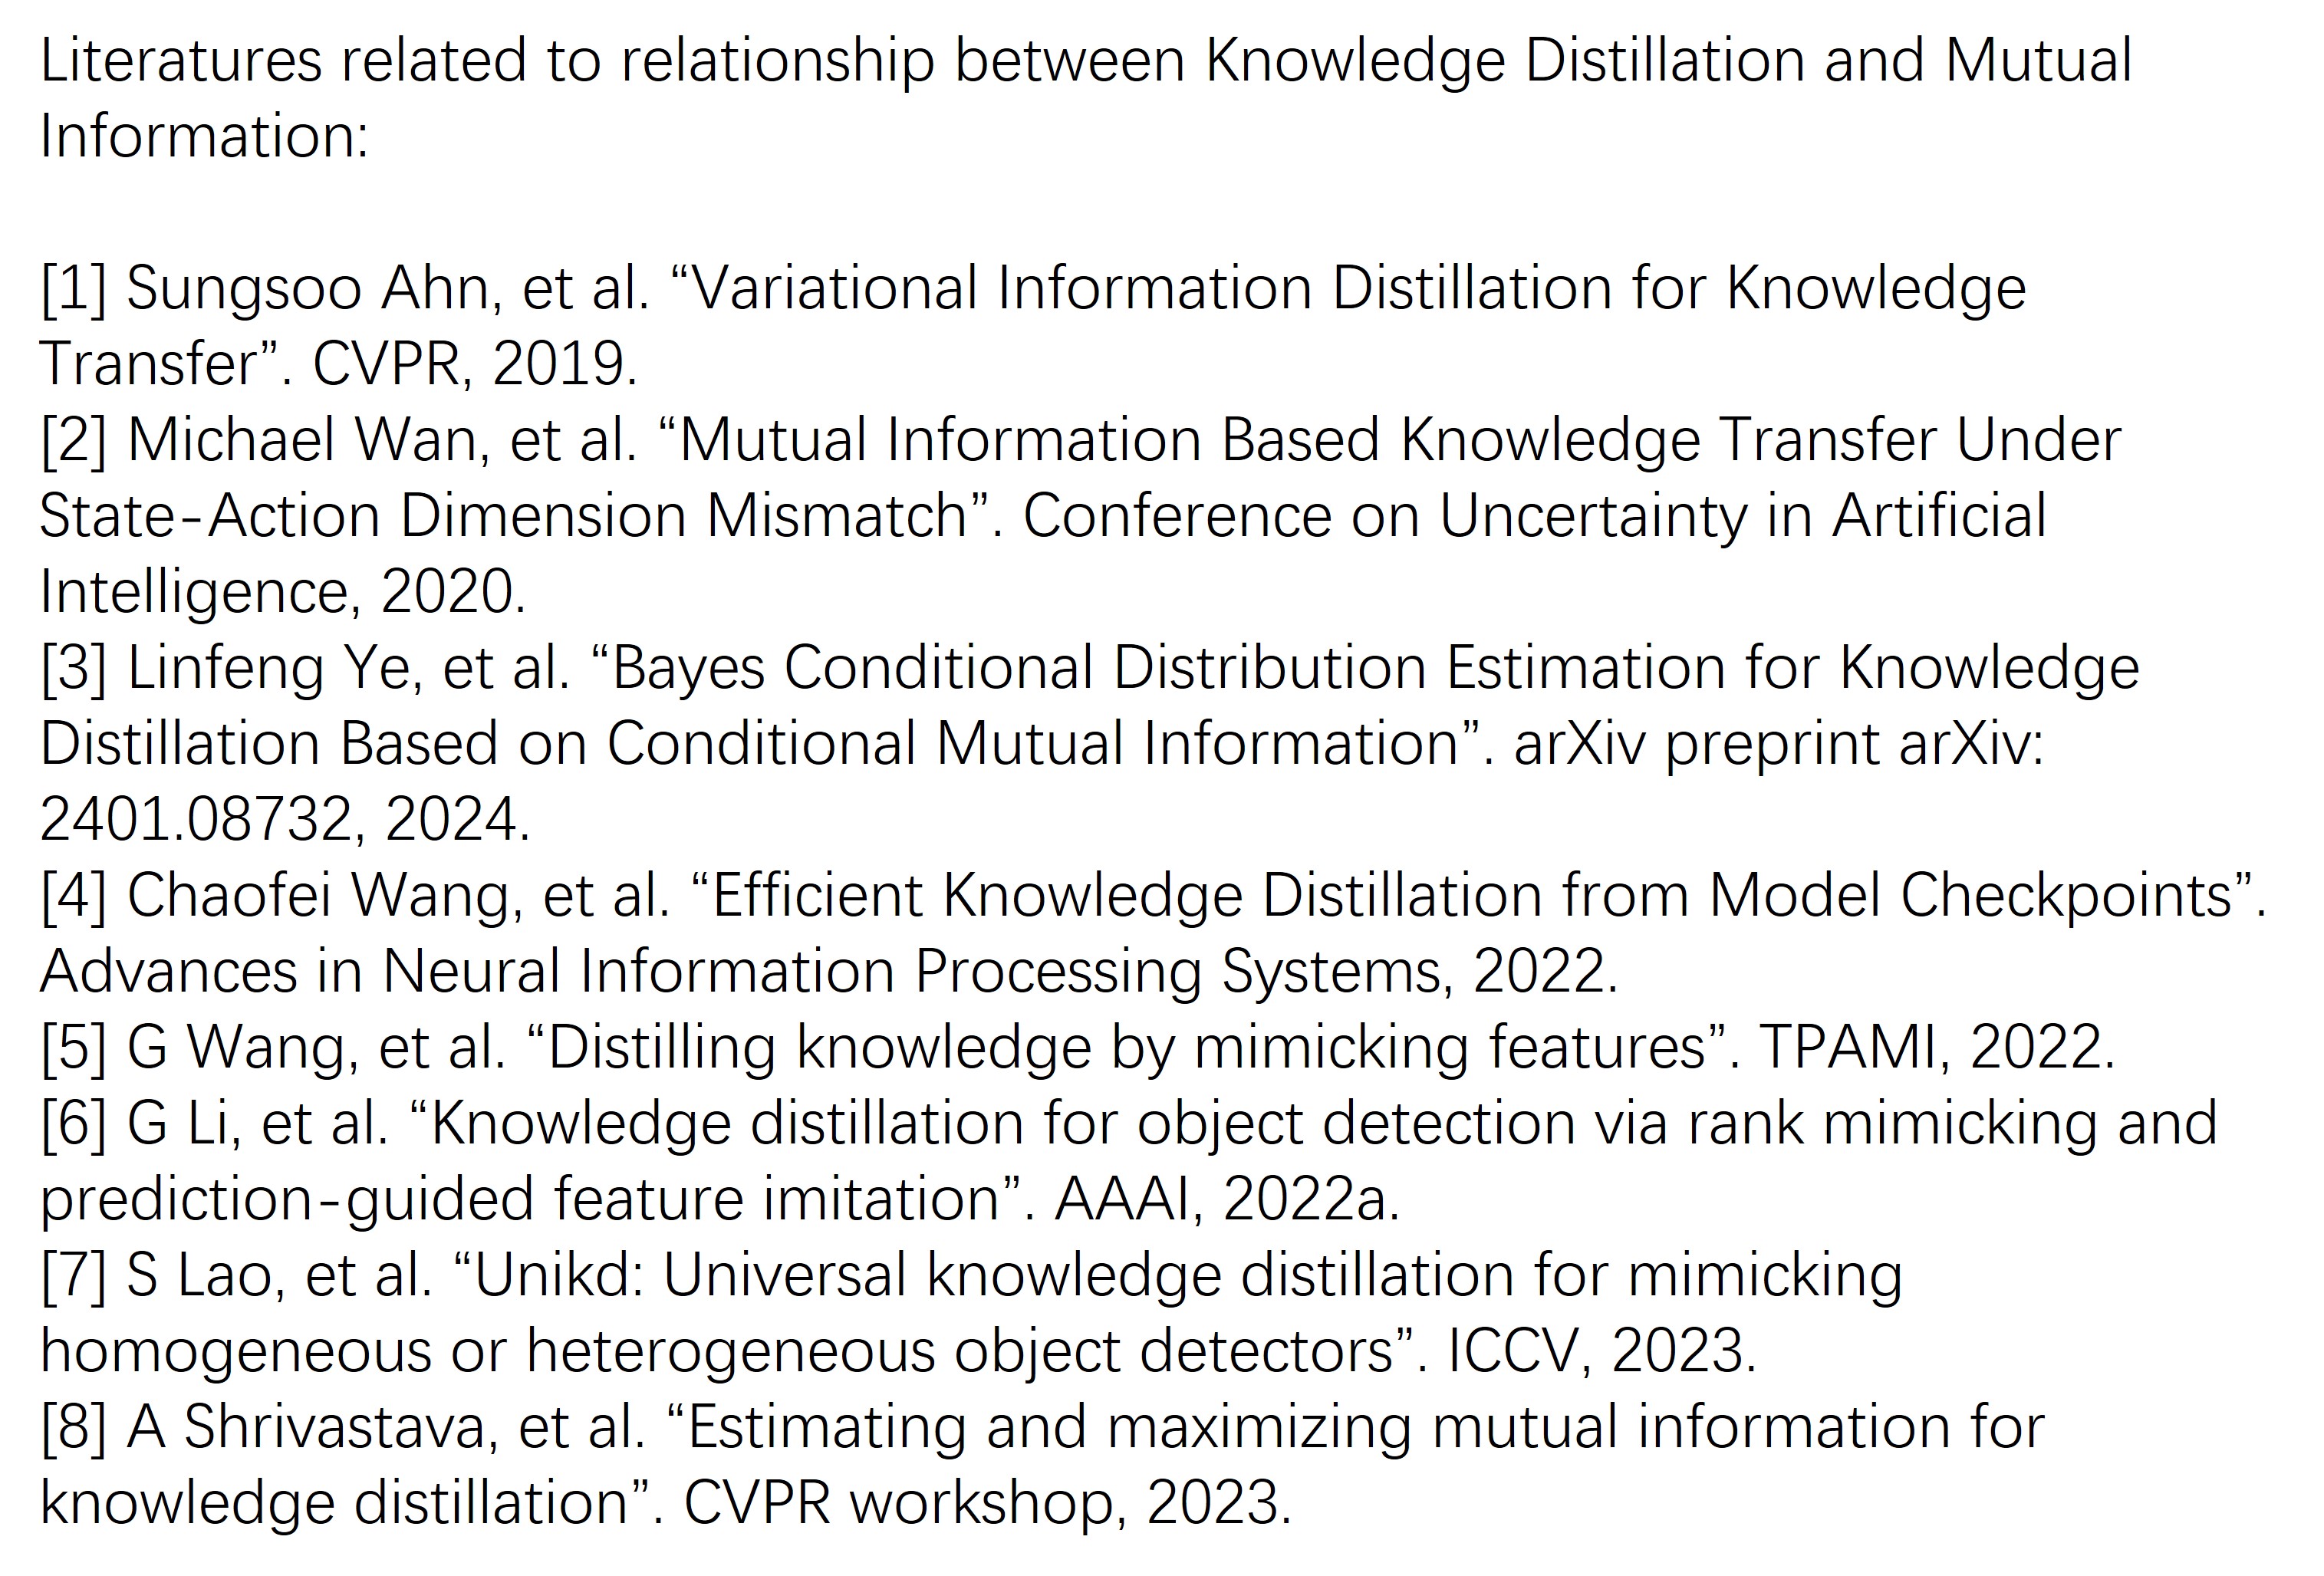 Literatures related to relationship between Knowledge Distillation and Mutual
Information:
[1] Sungsoo Ahn, et al. “Variational Information Distillation for Knowledge
Transfer”. CVPR, 2019.
[2] Michael Wan, et al. “Mutual Information Based Knowledge Transfer Under
State-Action Dimension Mismatch”. Conference on Uncertainty in Artificial
Intelligence, 2020.
[3] Linfeng Ye, et al. “Bayes Conditional Distribution Estimation for Knowledge
Distillation Based on Conditional Mutual Information”. arXiv preprint arXiv:
2401.08732, 2024.
[4] Chaofei Wang, et al. “Efficient Knowledge Distillation from Model Checkpoints”.
Advances in Neural Information Processing Systems, 2022.
[5] G Wang, et al. “Distilling knowledge by mimicking features”. TPAMI, 2022.
[6] G Li, et al. “Knowledge distillation for object detection via rank mimicking and
prediction-guided feature imitation”. AAAI, 2022a.
[7] S Lao, et al. “Unikd: Universal knowledge distillation for mimicking
homogeneous or heterogeneous object detectors”. ICCV, 2023.
[8] A Shrivastava, et al. “Estimating and maximizing mutual information for
knowledge distillation”. CVPR workshop, 2023.